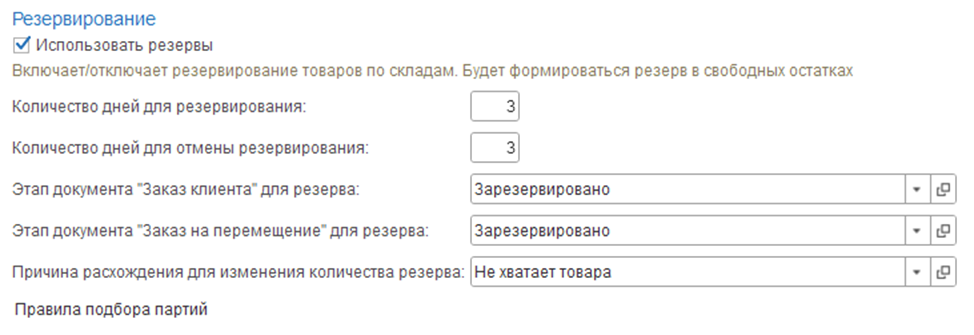 Резервирование
Использовать резервы
Включает/отключает резервирование товаров по складам. Будет формироваться резерв в свободных остатках
Количество дней для резервирования: 3
Количество дней для отмены резервирования: 3
Этап документа "Заказ клиента" для резерва: Зарезервировано
Этап документа "Заказ на перемещение" для резерва: Зарезервировано
Причина расхождения для изменения количества резерва: Не хватает товара
Правила подбора партий